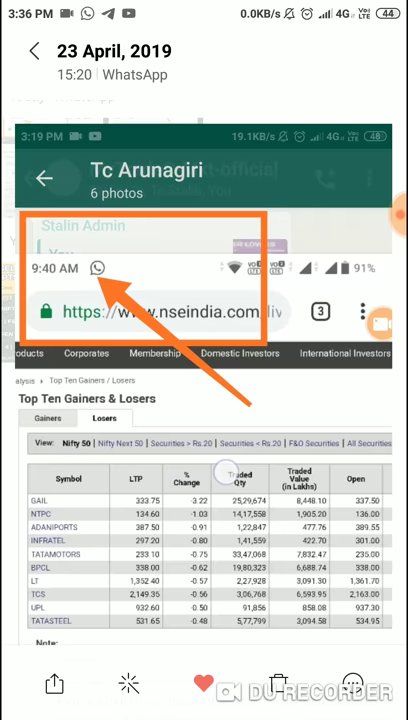 3:36 PM 0.0KB/s 4G VoLTE 44
23 April, 2019
15:20 | WhatsApp
3:19 PM 19.1KB/s 4G VoLTE 48
Tc Arunagiri
6 photos
Stalin Admin
You
9:40 AM 91%
https://www.nseindia.com/liv 3
oducts Corporates Membership Domestic Investors International Investors
alysis › Top Ten Gainers / Losers
Top Ten Gainers & Losers
Gainers Losers
View: Nifty 50 | Nifty Next 50 | Securities > Rs.20 | Securities < Rs.20 | F&O Securities | All Securities
Symbol LTP % Change Traded Qty Traded Value (in Lakhs) Open
GAIL 333.75 -3.22 25,29,674 8,448.10 337.50
NTPC 134.60 -1.03 14,17,558 1,905.20 136.00
ADANIPORTS 387.50 -0.91 1,22,847 477.76 389.55
INFRATEL 297.20 -0.80 1,41,559 422.70 301.00
TATAMOTORS 233.10 -0.75 33,47,068 7,832.47 235.00
BPCL 338.00 -0.62 19,80,323 6,688.74 338.00
LT 1,352.40 -0.57 2,27,928 3,091.30 1,361.70
TCS 2,149.35 -0.56 3,06,768 6,593.95 2,163.00
UPL 932.60 -0.50 91,856 858.08 937.30
TATASTEEL 531.65 -0.48 5,77,799 3,094.58 534.95
Note:
DU RECORDER